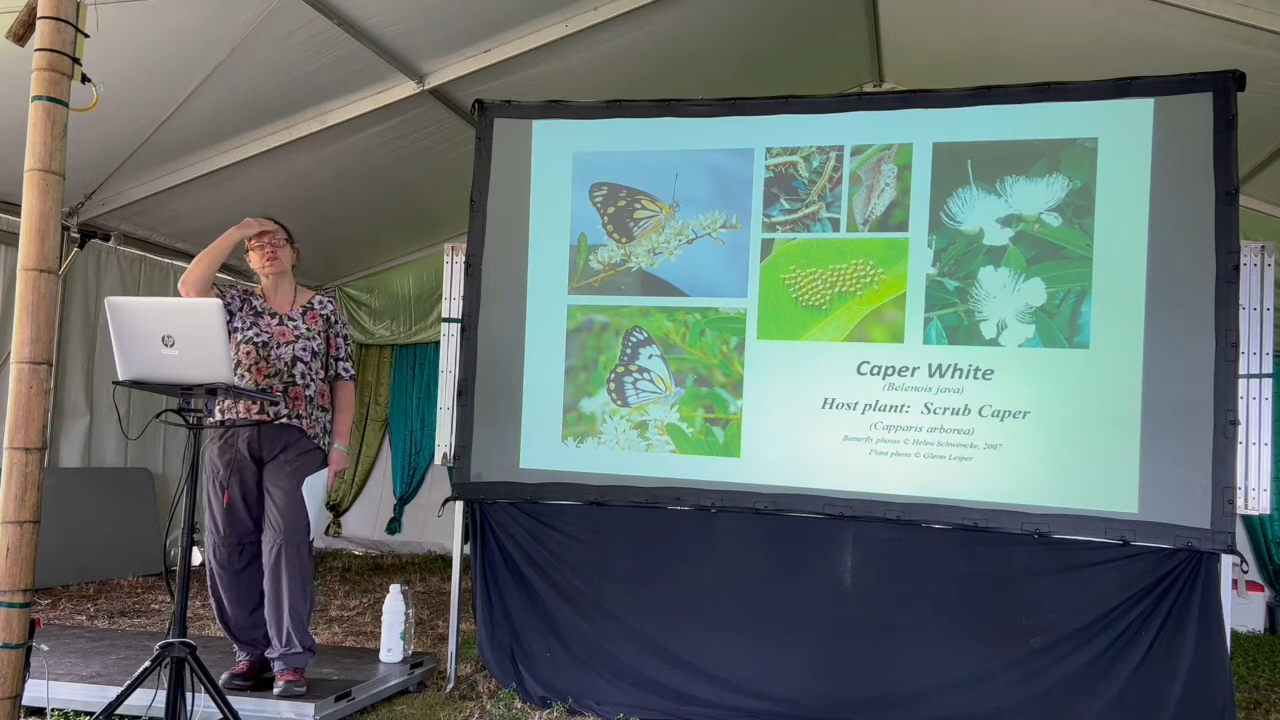 hp
Caper White
(Belenois java)
Host plant: Scrub Caper
(Capparis arborea)
Butterfly photos © Helen Schwencke, 2007
Plant photo © Glenn Leiper